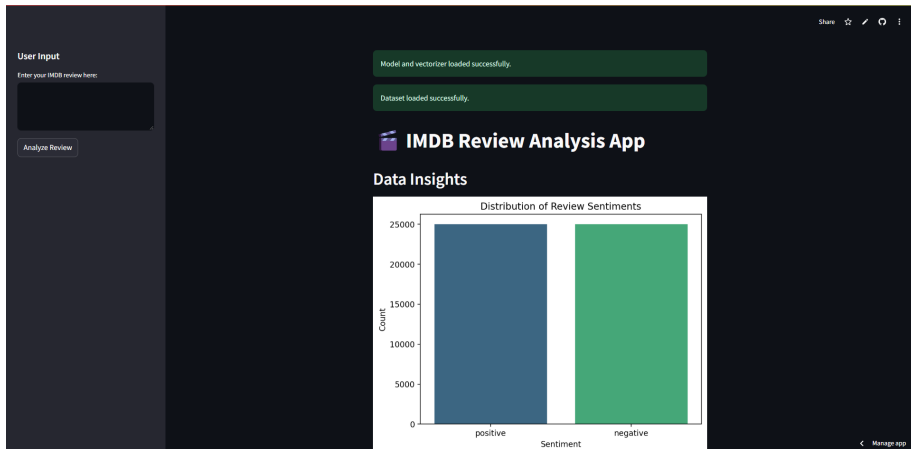 Share
User Input
Enter your IMDB review here:
Analyze Review
Model and vectorizer loaded successfully.
Dataset loaded successfully.
IMDB Review Analysis App
Data Insights
Distribution of Review Sentiments
25000
20000
15000
10000
5000
0
Count
positive
negative
Sentiment
Manage app